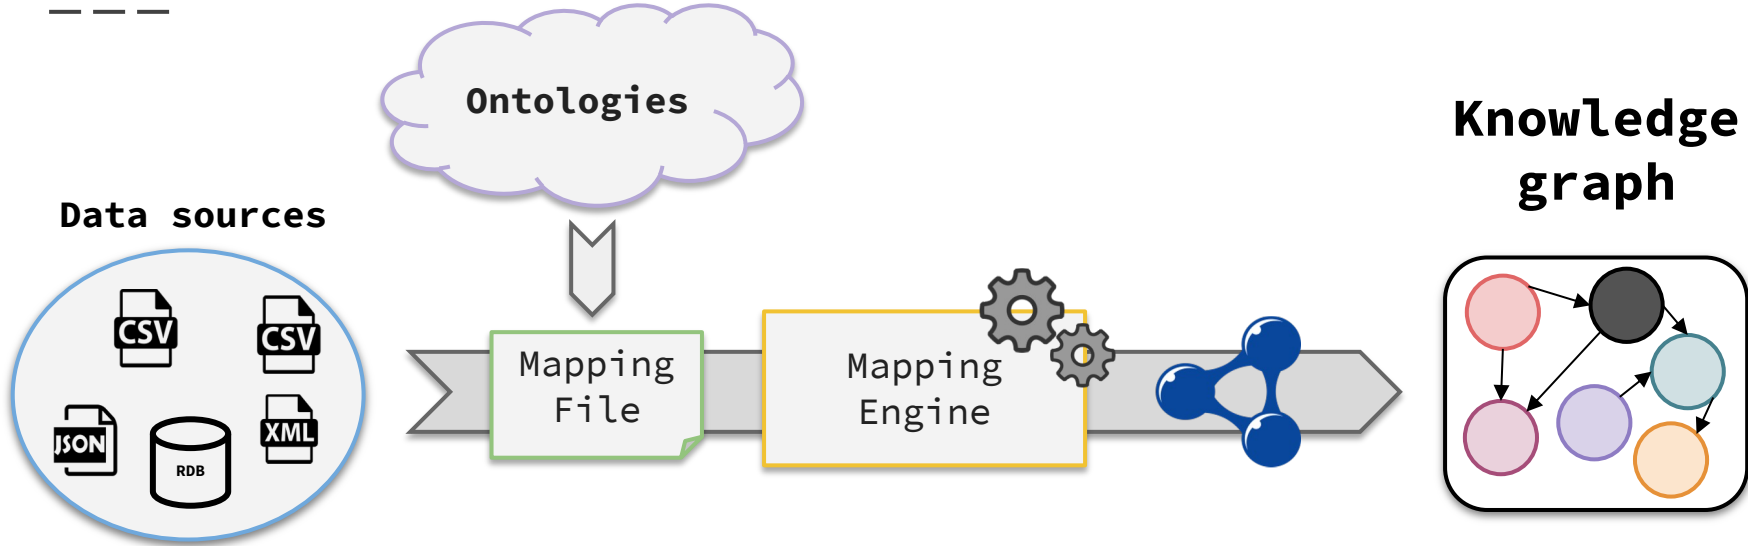 Ontologies
Knowledge
graph
Data sources
CSV
CSV
JSON
RDB
XML
Mapping
File
Mapping
Engine